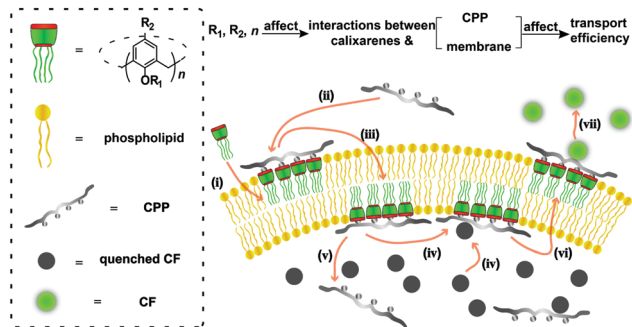 R1, R2, n
affect
interactions between
calixarenes &
CPP
membrane
affect
transport
efficiency
R2
OR1
n
=
phospholipid
=
CPP
=
quenched CF
=
CF
=
(i)
(ii)
(iii)
(iv)
(iv)
(v)
(vi)
(vii)